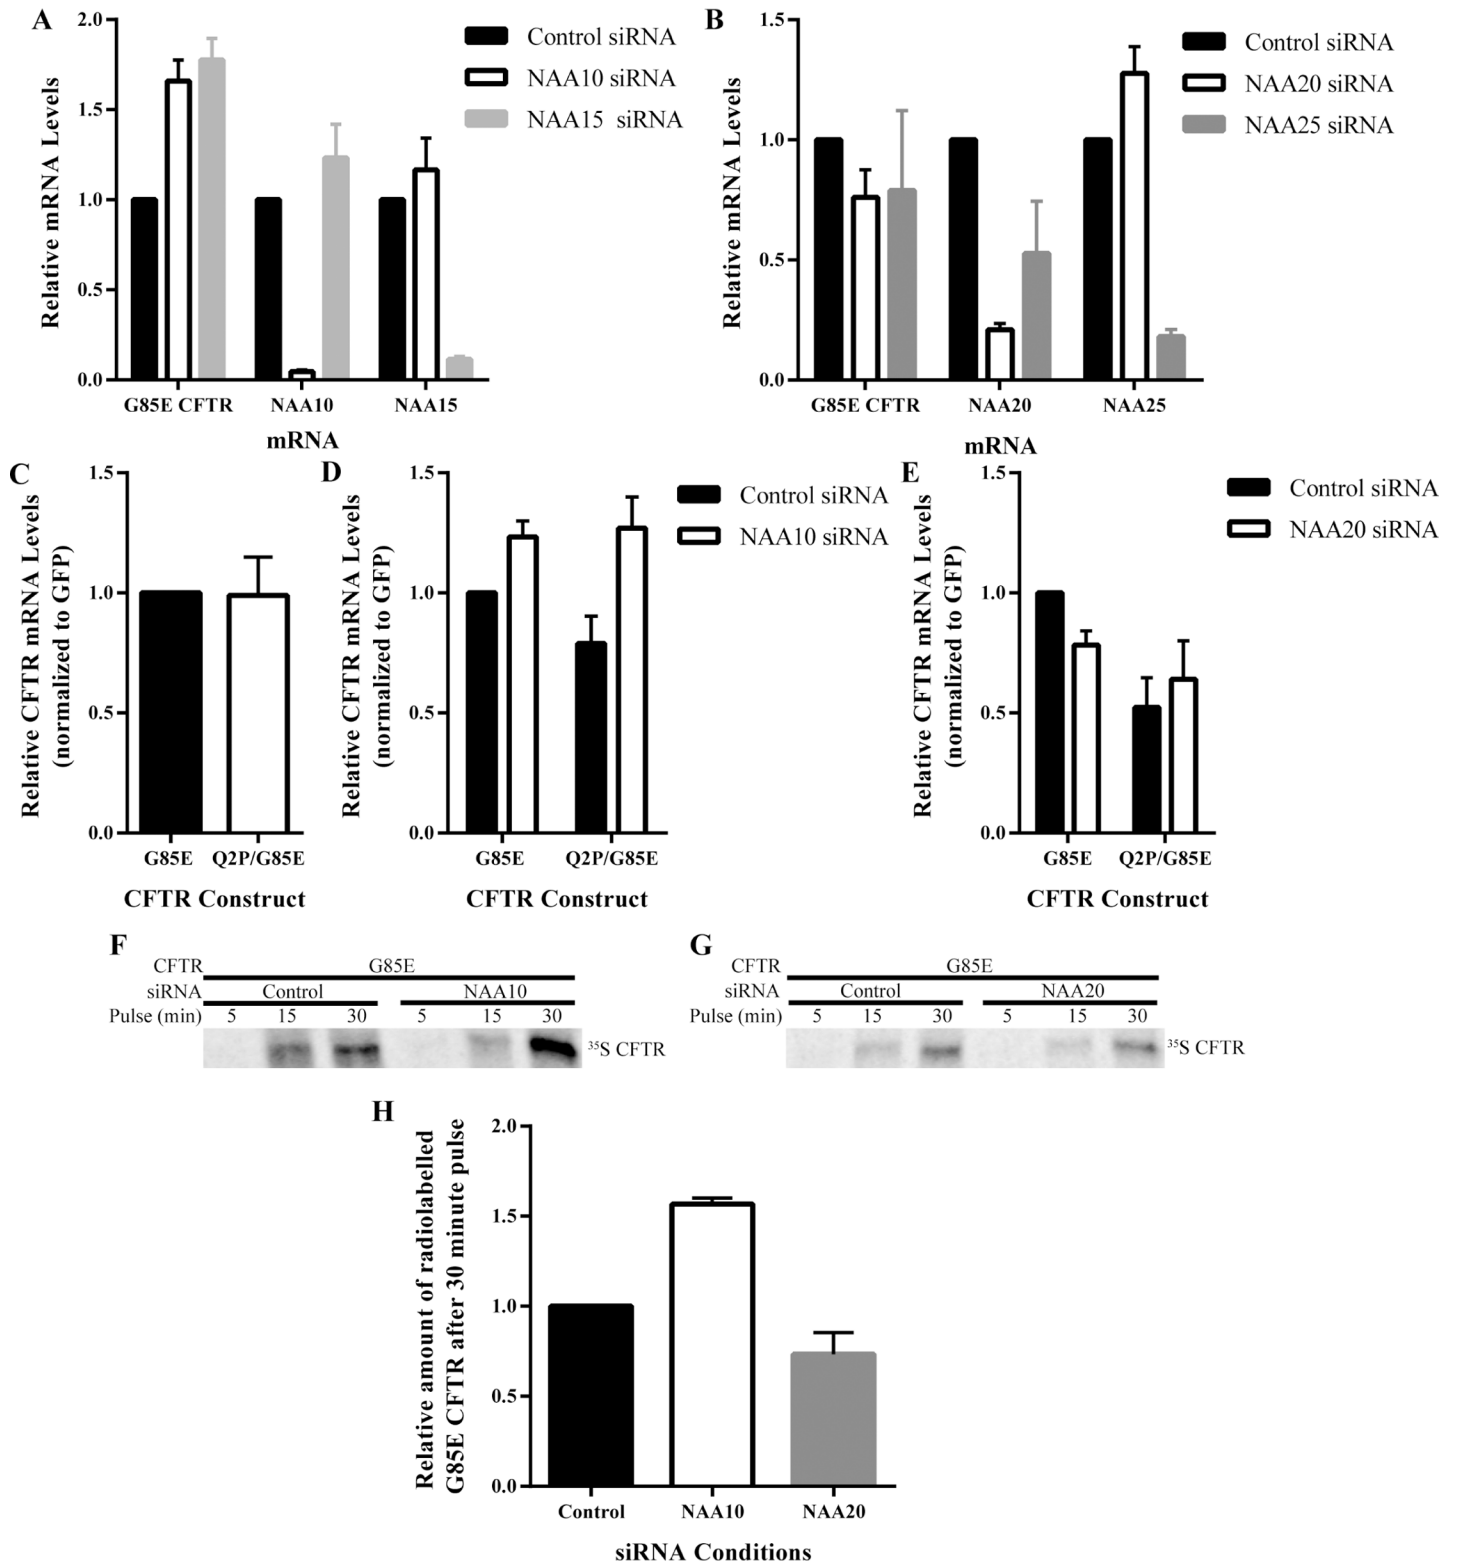 A
Relative mRNA Levels
2.0
1.5
1.0
0.5
0.0
G85E CFTR NAA10 NAA15
mRNA
Control siRNA
NAA10 siRNA
NAA15 siRNA
B
Relative mRNA Levels
1.5
1.0
0.5
0.0
G85E CFTR NAA20 NAA25
mRNA
Control siRNA
NAA20 siRNA
NAA25 siRNA
C
Relative CFTR mRNA Levels
(normalized to GFP)
1.5
1.0
0.5
0.0
G85E Q2P/G85E
CFTR Construct
D
Relative CFTR mRNA Levels
(normalized to GFP)
1.5
1.0
0.5
0.0
G85E Q2P/G85E
CFTR Construct
Control siRNA
NAA10 siRNA
E
Relative CFTR mRNA Levels
(normalized to GFP)
1.5
1.0
0.5
0.0
G85E Q2P/G85E
CFTR Construct
Control siRNA
NAA20 siRNA
F
CFTR G85E
siRNA Control NAA10
Pulse (min) 5 15 30 5 15 30
³⁵S CFTR
G
CFTR G85E
siRNA Control NAA20
Pulse (min) 5 15 30 5 15 30
³⁵S CFTR
H
Relative amount of radiolabelled
G85E CFTR after 30 minute pulse
2.0
1.5
1.0
0.5
0.0
Control NAA10 NAA20
siRNA Conditions